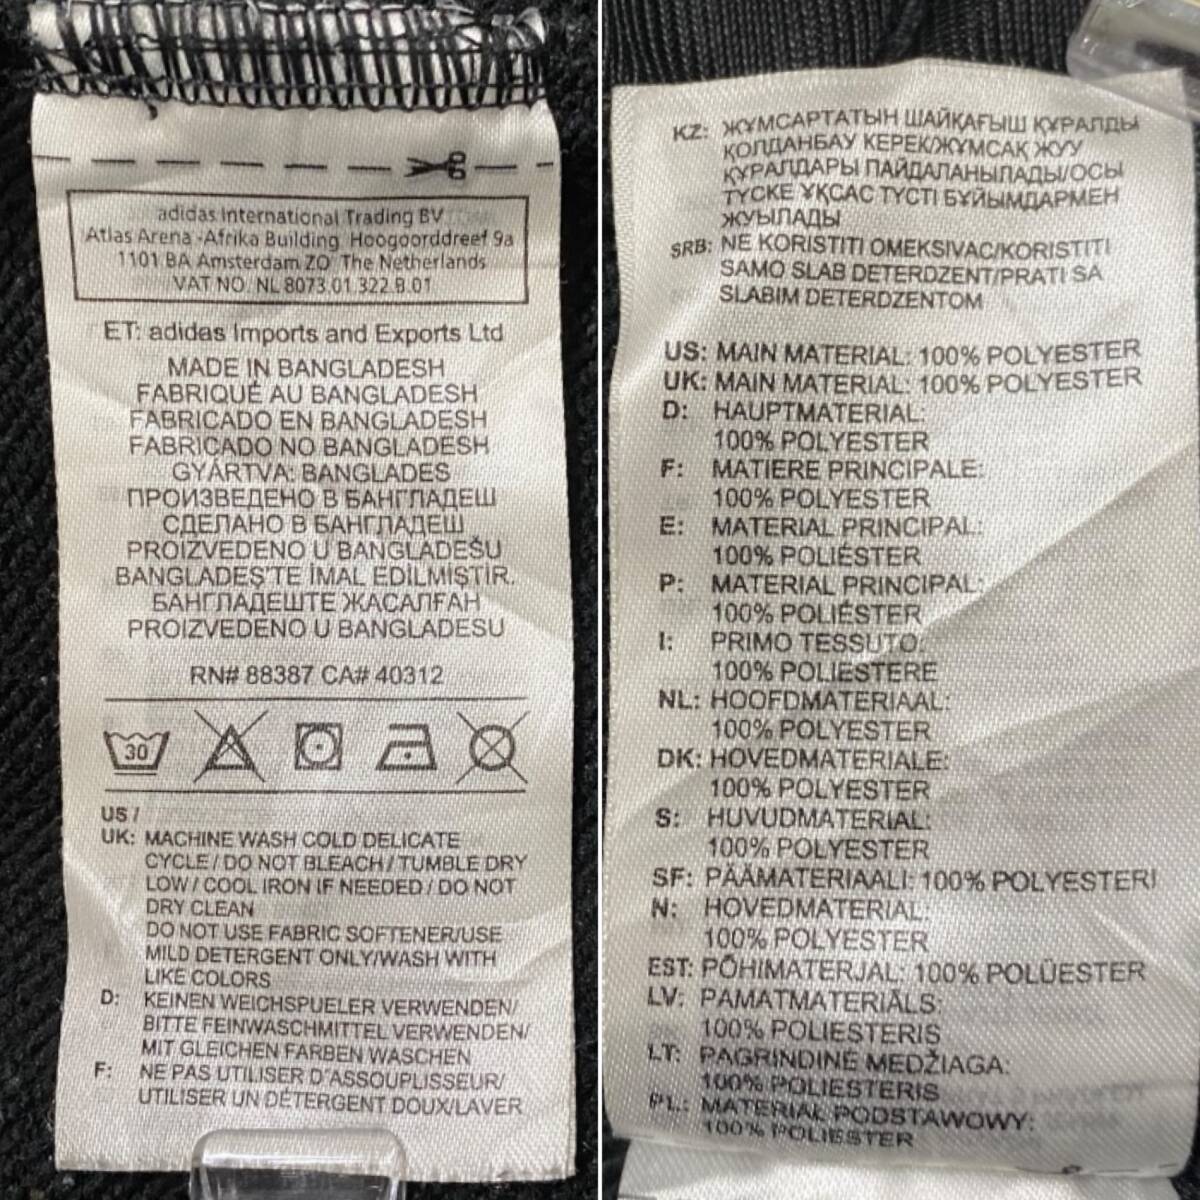 adidas International Trading BV
Atlas Arena -Afrika Building Hoogoorddreef 9a
1101 BA Amsterdam ZO The Netherlands
VAT NO. NL 8073.01.322.B.01
ET: adidas Imports and Exports Ltd
MADE IN BANGLADESH
FABRIQUÉ AU BANGLADESH
FABRICADO EN BANGLADESH
FABRICADO NO BANGLADESH
GYÁRTVA: BANGLADES
ПРОИЗВЕДЕНО В БАНГЛАДЕШ
СДЕЛАНО В БАНГЛАДЕШ
PROIZVEDENO U BANGLADEŠU
BANGLADEŞ'TE İMAL EDİLMİŞTİR.
БАНГЛАДЕШТЕ ЖАСАЛҒАН
PROIZVEDENO U BANGLADESU
RN# 88387 CA# 40312
30
US /
UK: MACHINE WASH COLD DELICATE
CYCLE / DO NOT BLEACH / TUMBLE DRY
LOW / COOL IRON IF NEEDED / DO NOT
DRY CLEAN
DO NOT USE FABRIC SOFTENER/USE
MILD DETERGENT ONLY/WASH WITH
LIKE COLORS
D: KEINEN WEICHSPUELER VERWENDEN/
BITTE FEINWASCHMITTEL VERWENDEN/
MIT GLEICHEN FARBEN WASCHEN
F: NE PAS UTILISER D'ASSOUPLISSEUR/
UTILISER UN DÉTERGENT DOUX/LAVER
KZ: ЖҰМСАРТАТЫН ШАЙҚАҒЫШ ҚҰРАЛДЫ
ҚОЛДАНБАУ КЕРЕК/ЖҰМСАҚ ЖУУ
ҚҰРАЛДАРЫ ПАЙДАЛАНЫЛАДЫ/ОСЫ
ТҮСКЕ ҰҚСАС ТҮСТІ БҰЙЫМДАРМЕН
ЖУЫЛАДЫ
SRB: NE KORISTITI OMEKSIVAC/KORISTITI
SAMO SLAB DETERDZENT/PRATI SA
SLABIM DETERDZENTOM
US: MAIN MATERIAL: 100% POLYESTER
UK: MAIN MATERIAL: 100% POLYESTER
D: HAUPTMATERIAL:
100% POLYESTER
F: MATIERE PRINCIPALE:
100% POLYESTER
E: MATERIAL PRINCIPAL:
100% POLIÉSTER
P: MATERIAL PRINCIPAL:
100% POLIÉSTER
I: PRIMO TESSUTO:
100% POLIESTERE
NL: HOOFDMATERIAAL:
100% POLYESTER
DK: HOVEDMATERIALE:
100% POLYESTER
S: HUVUDMATERIAL:
100% POLYESTER
SF: PÄÄMATERIAALI: 100% POLYESTERI
N: HOVEDMATERIAL:
100% POLYESTER
EST: PÕHIMATERJAL: 100% POLÜESTER
LV: PAMATMATERIĀLS:
100% POLIESTERIS
LT: PAGRINDINĖ MEDŽIAGA:
100% POLIESTERIS
PL: MATERIAŁ PODSTAWOWY:
100% POLIESTER